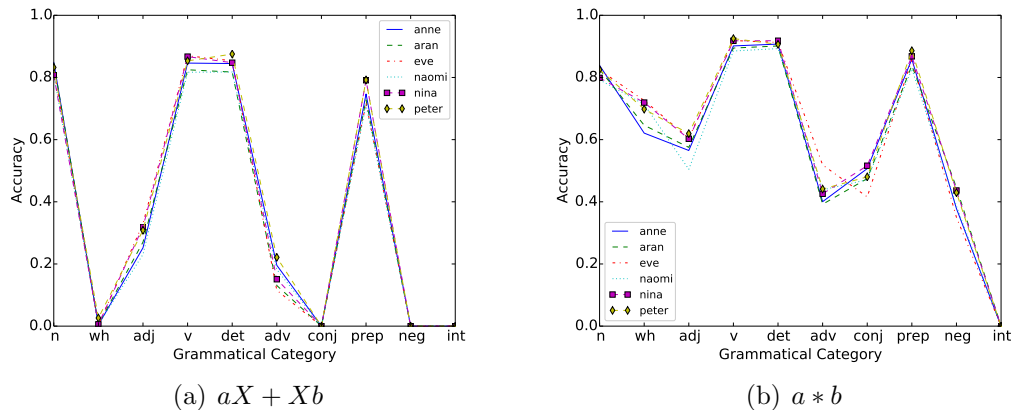 1.0
0.8
0.6
0.4
0.2
0.0
Accuracy
n wh adj v det adv conj prep neg int
Grammatical Category
anne
aran
eve
naomi
nina
peter
(a) aX + Xb
1.0
0.8
0.6
0.4
0.2
0.0
Accuracy
n wh adj v det adv conj prep neg int
Grammatical Category
anne
aran
eve
naomi
nina
peter
(b) a ∗ b